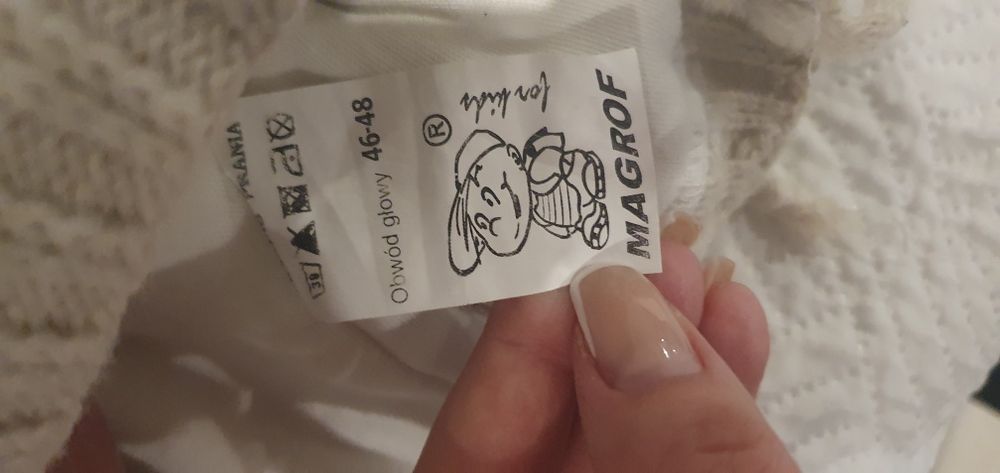 MAGROF
for kids
®
Obwód głowy 46-48
PRANIA
30